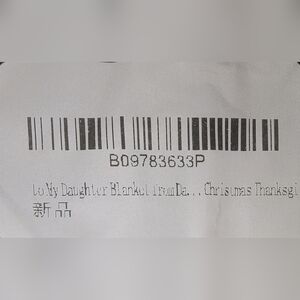 B09783633P
to My Daughter Blanket from Da... Christmas Thanksgi
新品